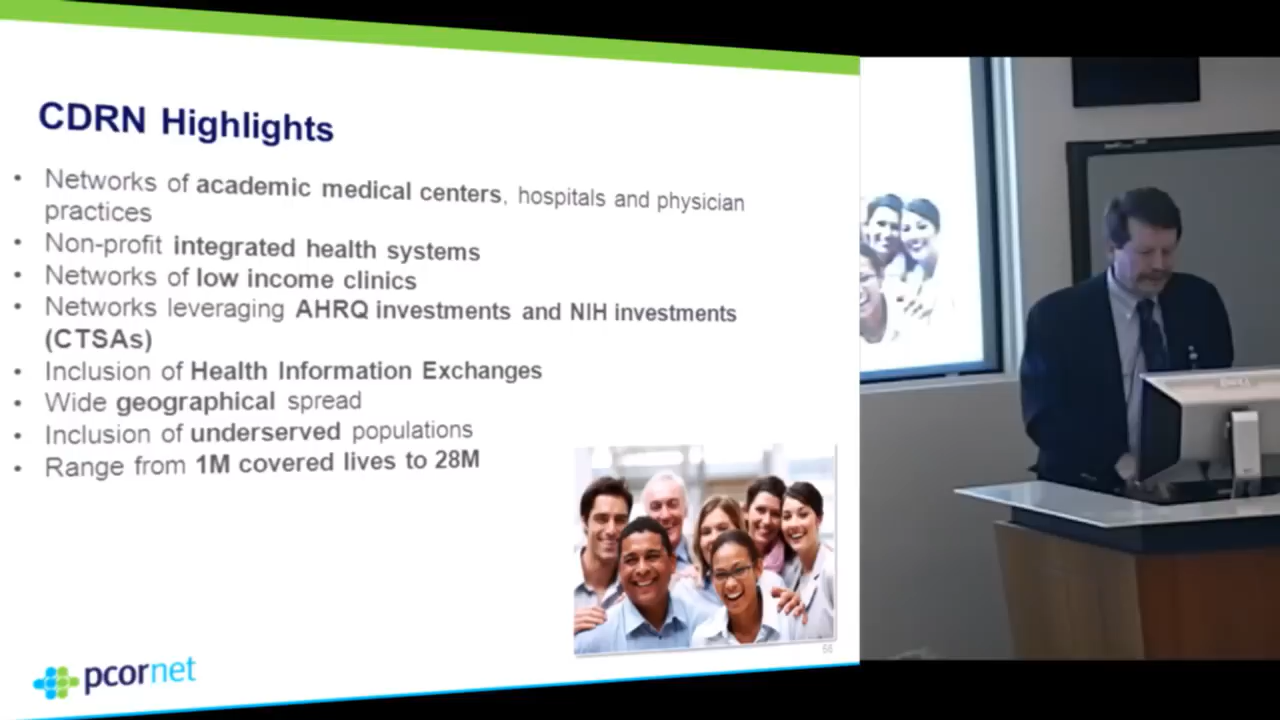 CDRN Highlights
• Networks of academic medical centers, hospitals and physician
practices
• Non-profit integrated health systems
• Networks of low income clinics
• Networks leveraging AHRQ investments and NIH investments
(CTSAs)
• Inclusion of Health Information Exchanges
• Wide geographical spread
• Inclusion of underserved populations
• Range from 1M covered lives to 28M
66
pcornet